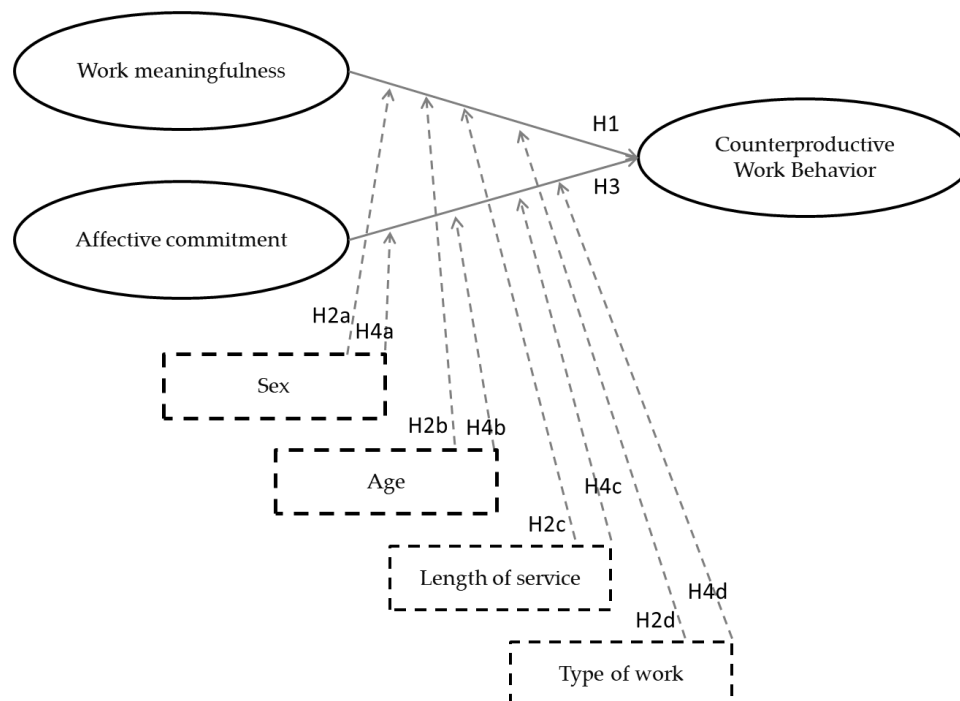 Work meaningfulness
H1
Counterproductive
Work Behavior
H3
Affective commitment
H2a
H4a
Sex
H2b
H4b
Age
H4c
H2c
Length of service
H4d
H2d
Type of work